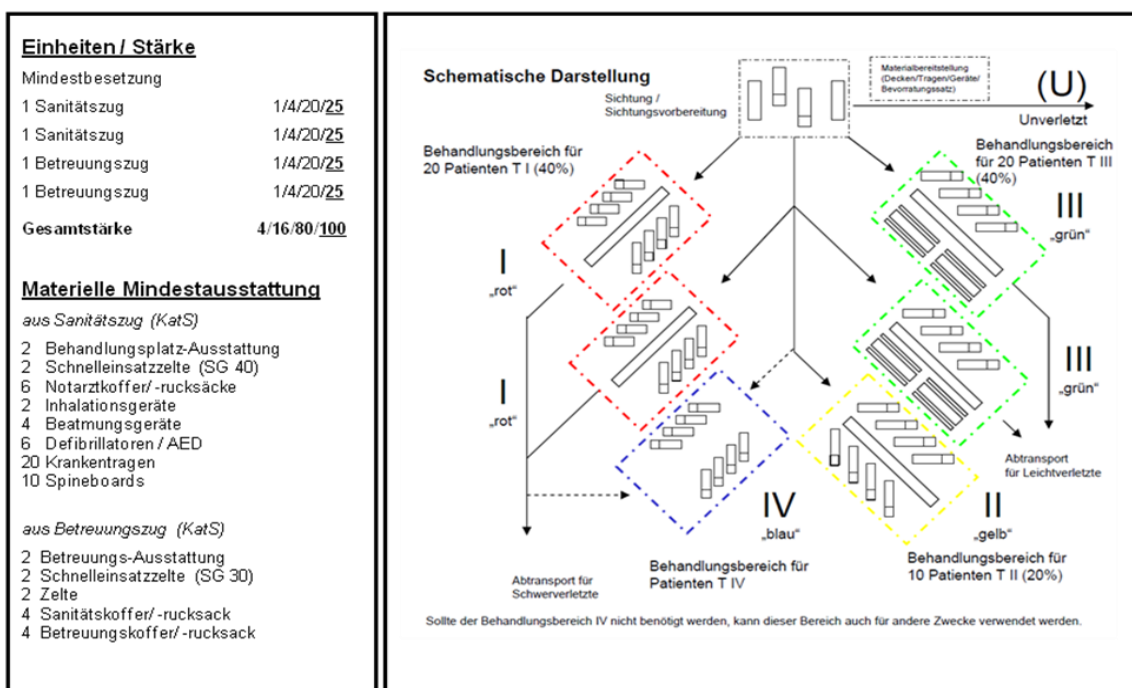 Einheiten / Stärke
Mindestbesetzung
1 Sanitätszug 1/4/20/25
1 Sanitätszug 1/4/20/25
1 Betreuungszug 1/4/20/25
1 Betreuungszug 1/4/20/25
Gesamtstärke 4/16/80/100
Materielle Mindestausstattung
aus Sanitätszug (KatS)
2 Behandlungsplatz-Ausstattung
2 Schnelleinsatzzelte (SG 40)
6 Notarztkoffer/-rucksäcke
2 Inhalationsgeräte
4 Beatmungsgeräte
6 Defibrillatoren / AED
20 Krankentragen
10 Spineboards
aus Betreuungszug (KatS)
2 Betreuungs-Ausstattung
2 Schnelleinsatzzelte (SG 30)
2 Zelte
4 Sanitätskoffer/-rucksack
4 Betreuungskoffer/-rucksack
Schematische Darstellung
Sichtung /
Sichtungsvorbereitung
Materialbereitstellung
(Decken/Tragen/Geräte/
Bevorratungssatz)
(U)
Unverletzt
Behandlungsbereich für
20 Patienten T I (40%)
Behandlungsbereich
für 20 Patienten T III
(40%)
III
„grün“
I
„rot“
III
„grün“
I
„rot“
Abtransport
für Leichtverletzte
IV
„blau“
II
„gelb“
Behandlungsbereich für
Patienten T IV
Behandlungsbereich für
10 Patienten T II (20%)
Abtransport für
Schwerverletzte
Sollte der Behandlungsbereich IV nicht benötigt werden, kann dieser Bereich auch für andere Zwecke verwendet werden.